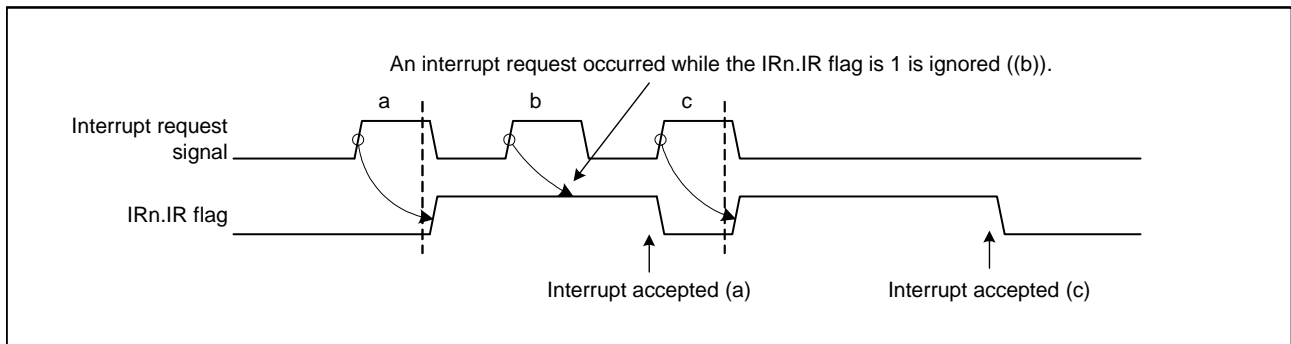 An interrupt request occurred while the IRn.IR flag is 1 is ignored ((b)).
a b c
Interrupt request
signal
IRn.IR flag
Interrupt accepted (a) Interrupt accepted (c)